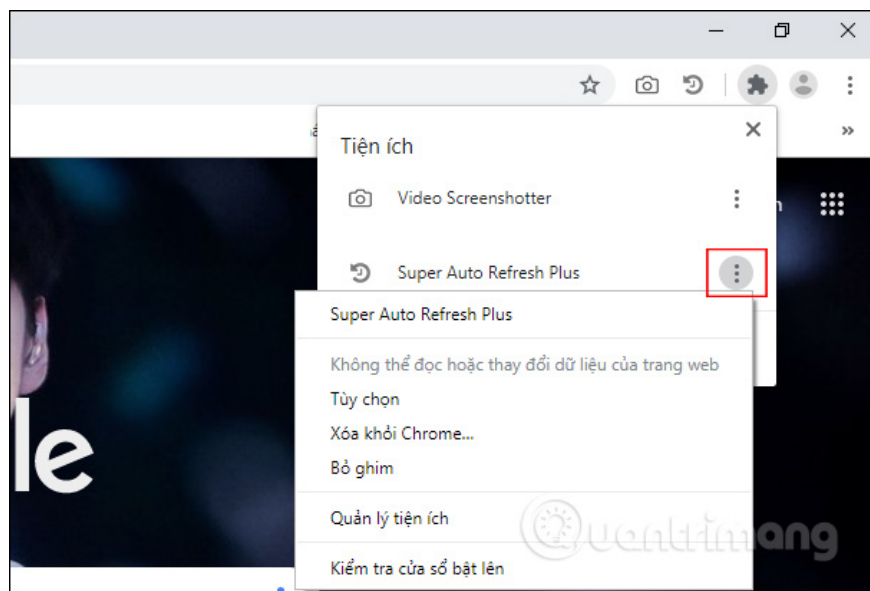 Tiện ích
Video Screenshotter
Super Auto Refresh Plus
Super Auto Refresh Plus
Không thể đọc hoặc thay đổi dữ liệu của trang web
Tùy chọn
Xóa khỏi Chrome...
Bỏ ghim
Quản lý tiện ích
Kiểm tra cửa sổ bật lên
le
Quantrimang